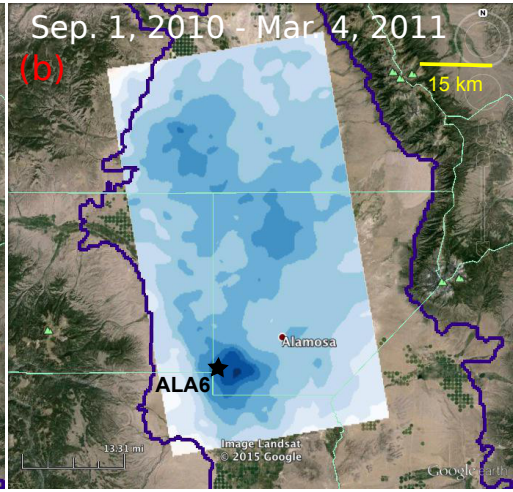 Sep. 1, 2010 - Mar. 4, 2011
N
(b)
15 km
Alamosa
ALA6
13.31 mi
Image Landsat
© 2015 Google
Google earth